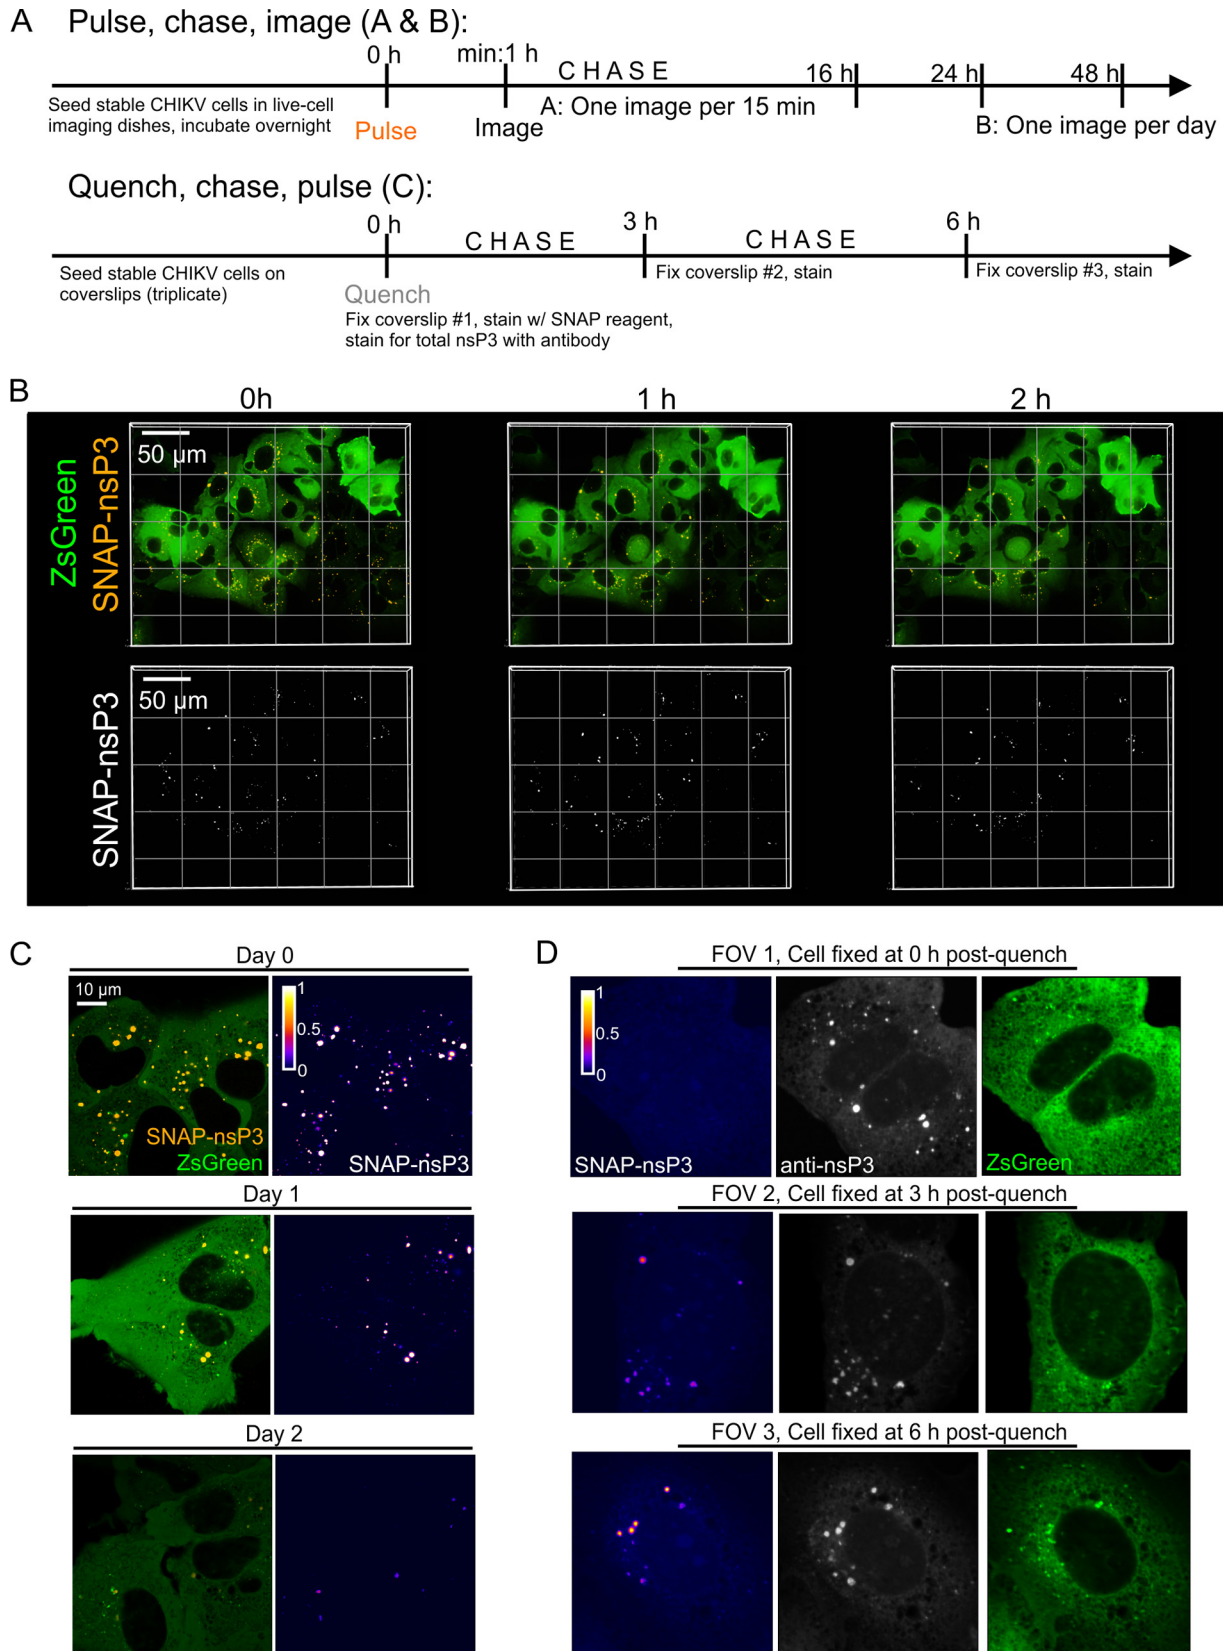 A
Pulse, chase, image (A & B):
0 h
min:1 h
C H A S E
16 h
24 h
48 h
Seed stable CHIKV cells in live-cell
imaging dishes, incubate overnight
Pulse
Image
A: One image per 15 min
B: One image per day
Quench, chase, pulse (C):
0 h
C H A S E
3 h
C H A S E
6 h
Seed stable CHIKV cells on
coverslips (triplicate)
Quench
Fix coverslip #1, stain w/ SNAP reagent,
stain for total nsP3 with antibody
Fix coverslip #2, stain
Fix coverslip #3, stain
B
0h
1 h
2 h
ZsGreen
SNAP-nsP3
50 µm
SNAP-nsP3
50 µm
C
Day 0
10 µm
SNAP-nsP3
ZsGreen
1
0.5
0
SNAP-nsP3
Day 1
Day 2
D
FOV 1, Cell fixed at 0 h post-quench
1
0.5
0
SNAP-nsP3
anti-nsP3
ZsGreen
FOV 2, Cell fixed at 3 h post-quench
FOV 3, Cell fixed at 6 h post-quench